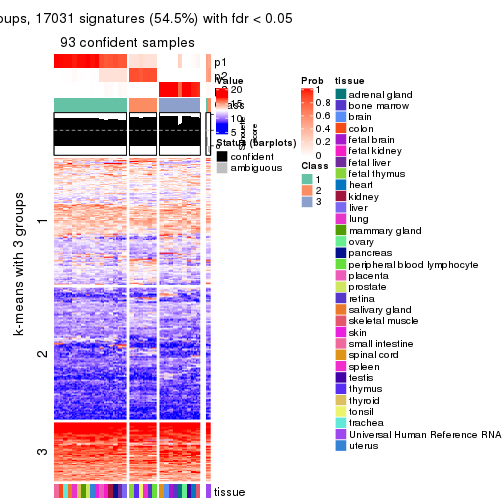 oups, 17031 signatures (54.5%) with fdr < 0.05
93 confident samples
p1
p2
Value
20
15
10
5
0
Silhouette
score
Status (barplots)
confident
ambiguous
Prob
1
0.8
0.6
0.4
0.2
0
Class
1
2
3
tissue
adrenal gland
bone marrow
brain
colon
fetal brain
fetal kidney
fetal liver
fetal thymus
heart
kidney
liver
lung
mammary gland
ovary
pancreas
peripheral blood lymphocyte
placenta
prostate
retina
salivary gland
skeletal muscle
skin
small intestine
spinal cord
spleen
testis
thymus
thyroid
tonsil
trachea
Universal Human Reference RNA
uterus
k-means with 3 groups
1
2
3
tissue